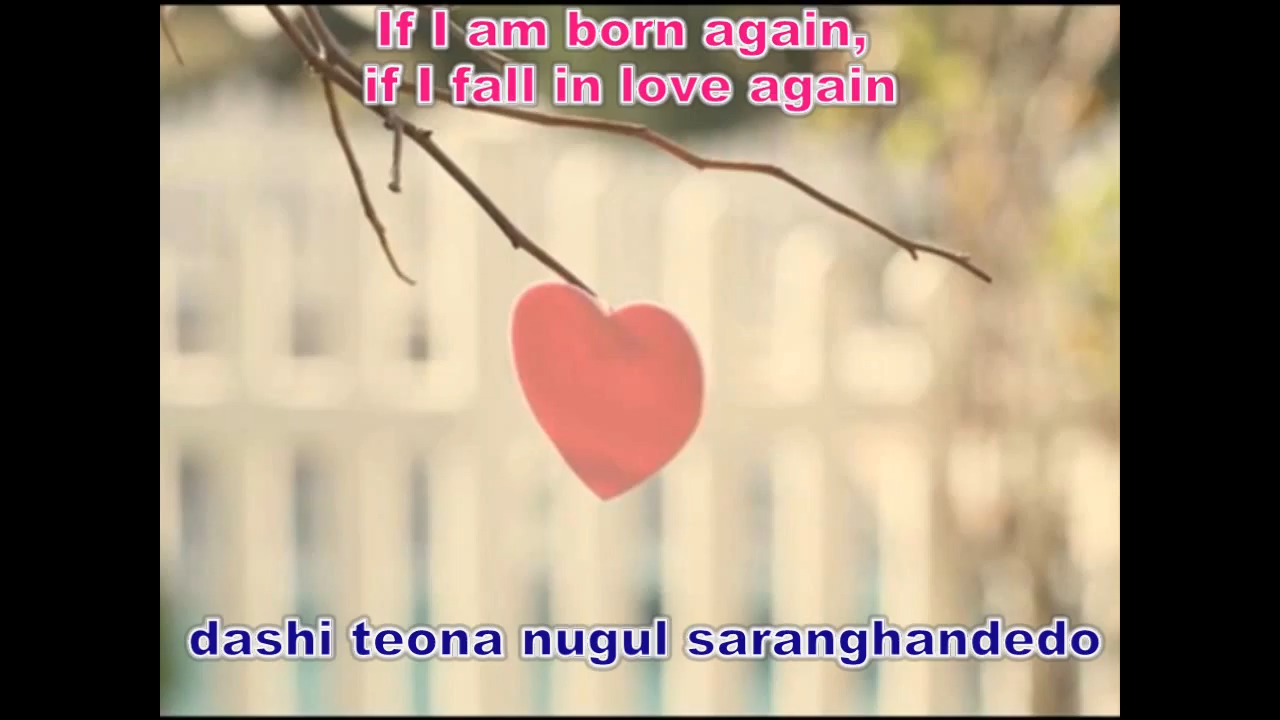 If I am born again,
if I fall in love again
dashi teona nugul saranghandedo